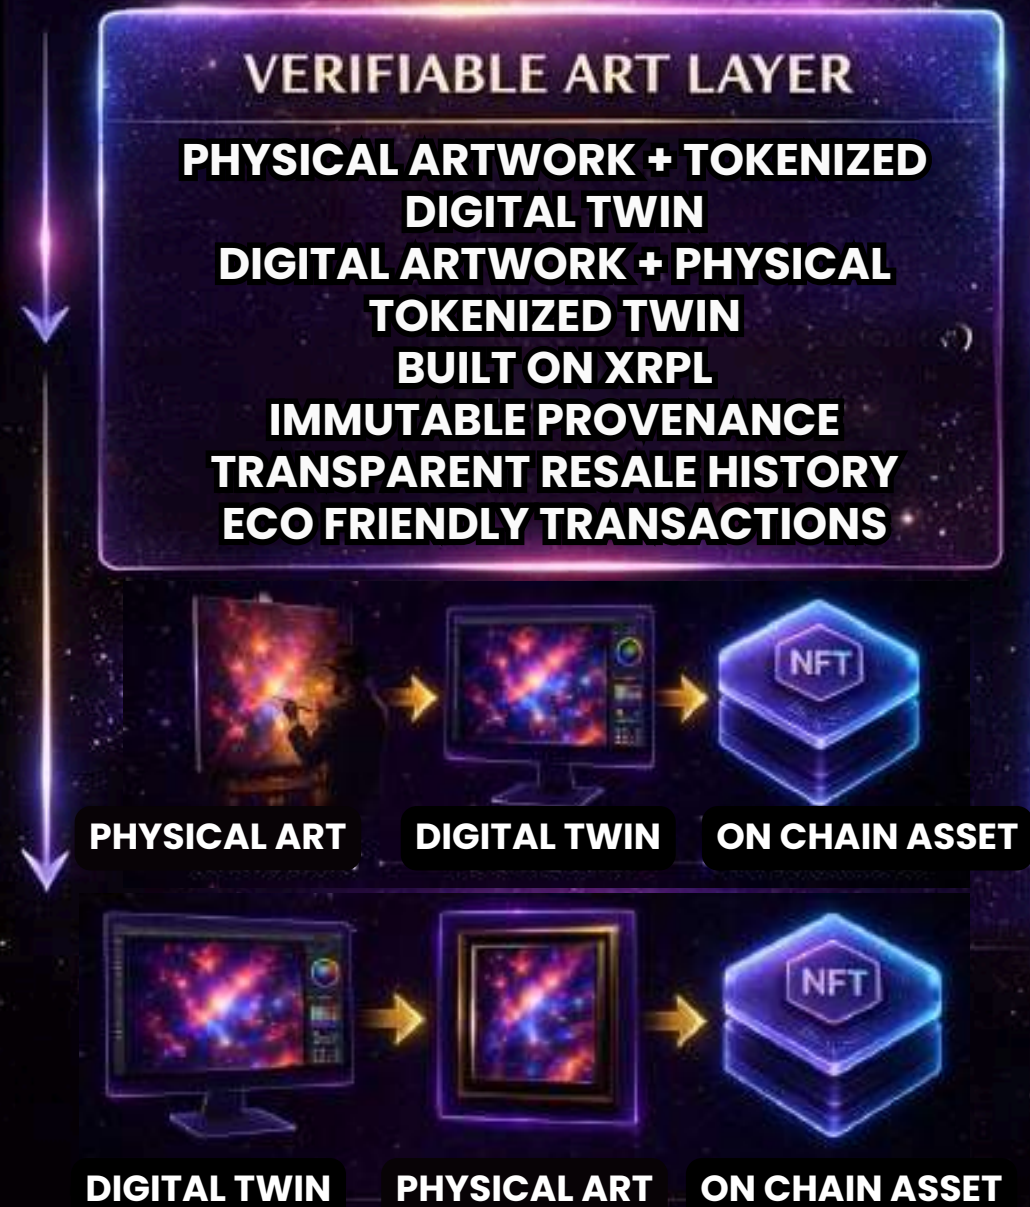 VERIFIABLE ART LAYER
PHYSICAL ARTWORK + TOKENIZED
DIGITAL TWIN
DIGITAL ARTWORK + PHYSICAL
TOKENIZED TWIN
BUILT ON XRPL
IMMUTABLE PROVENANCE
TRANSPARENT RESALE HISTORY
ECO FRIENDLY TRANSACTIONS
NFT
PHYSICAL ART
DIGITAL TWIN
ON CHAIN ASSET
NFT
DIGITAL TWIN
PHYSICAL ART
ON CHAIN ASSET